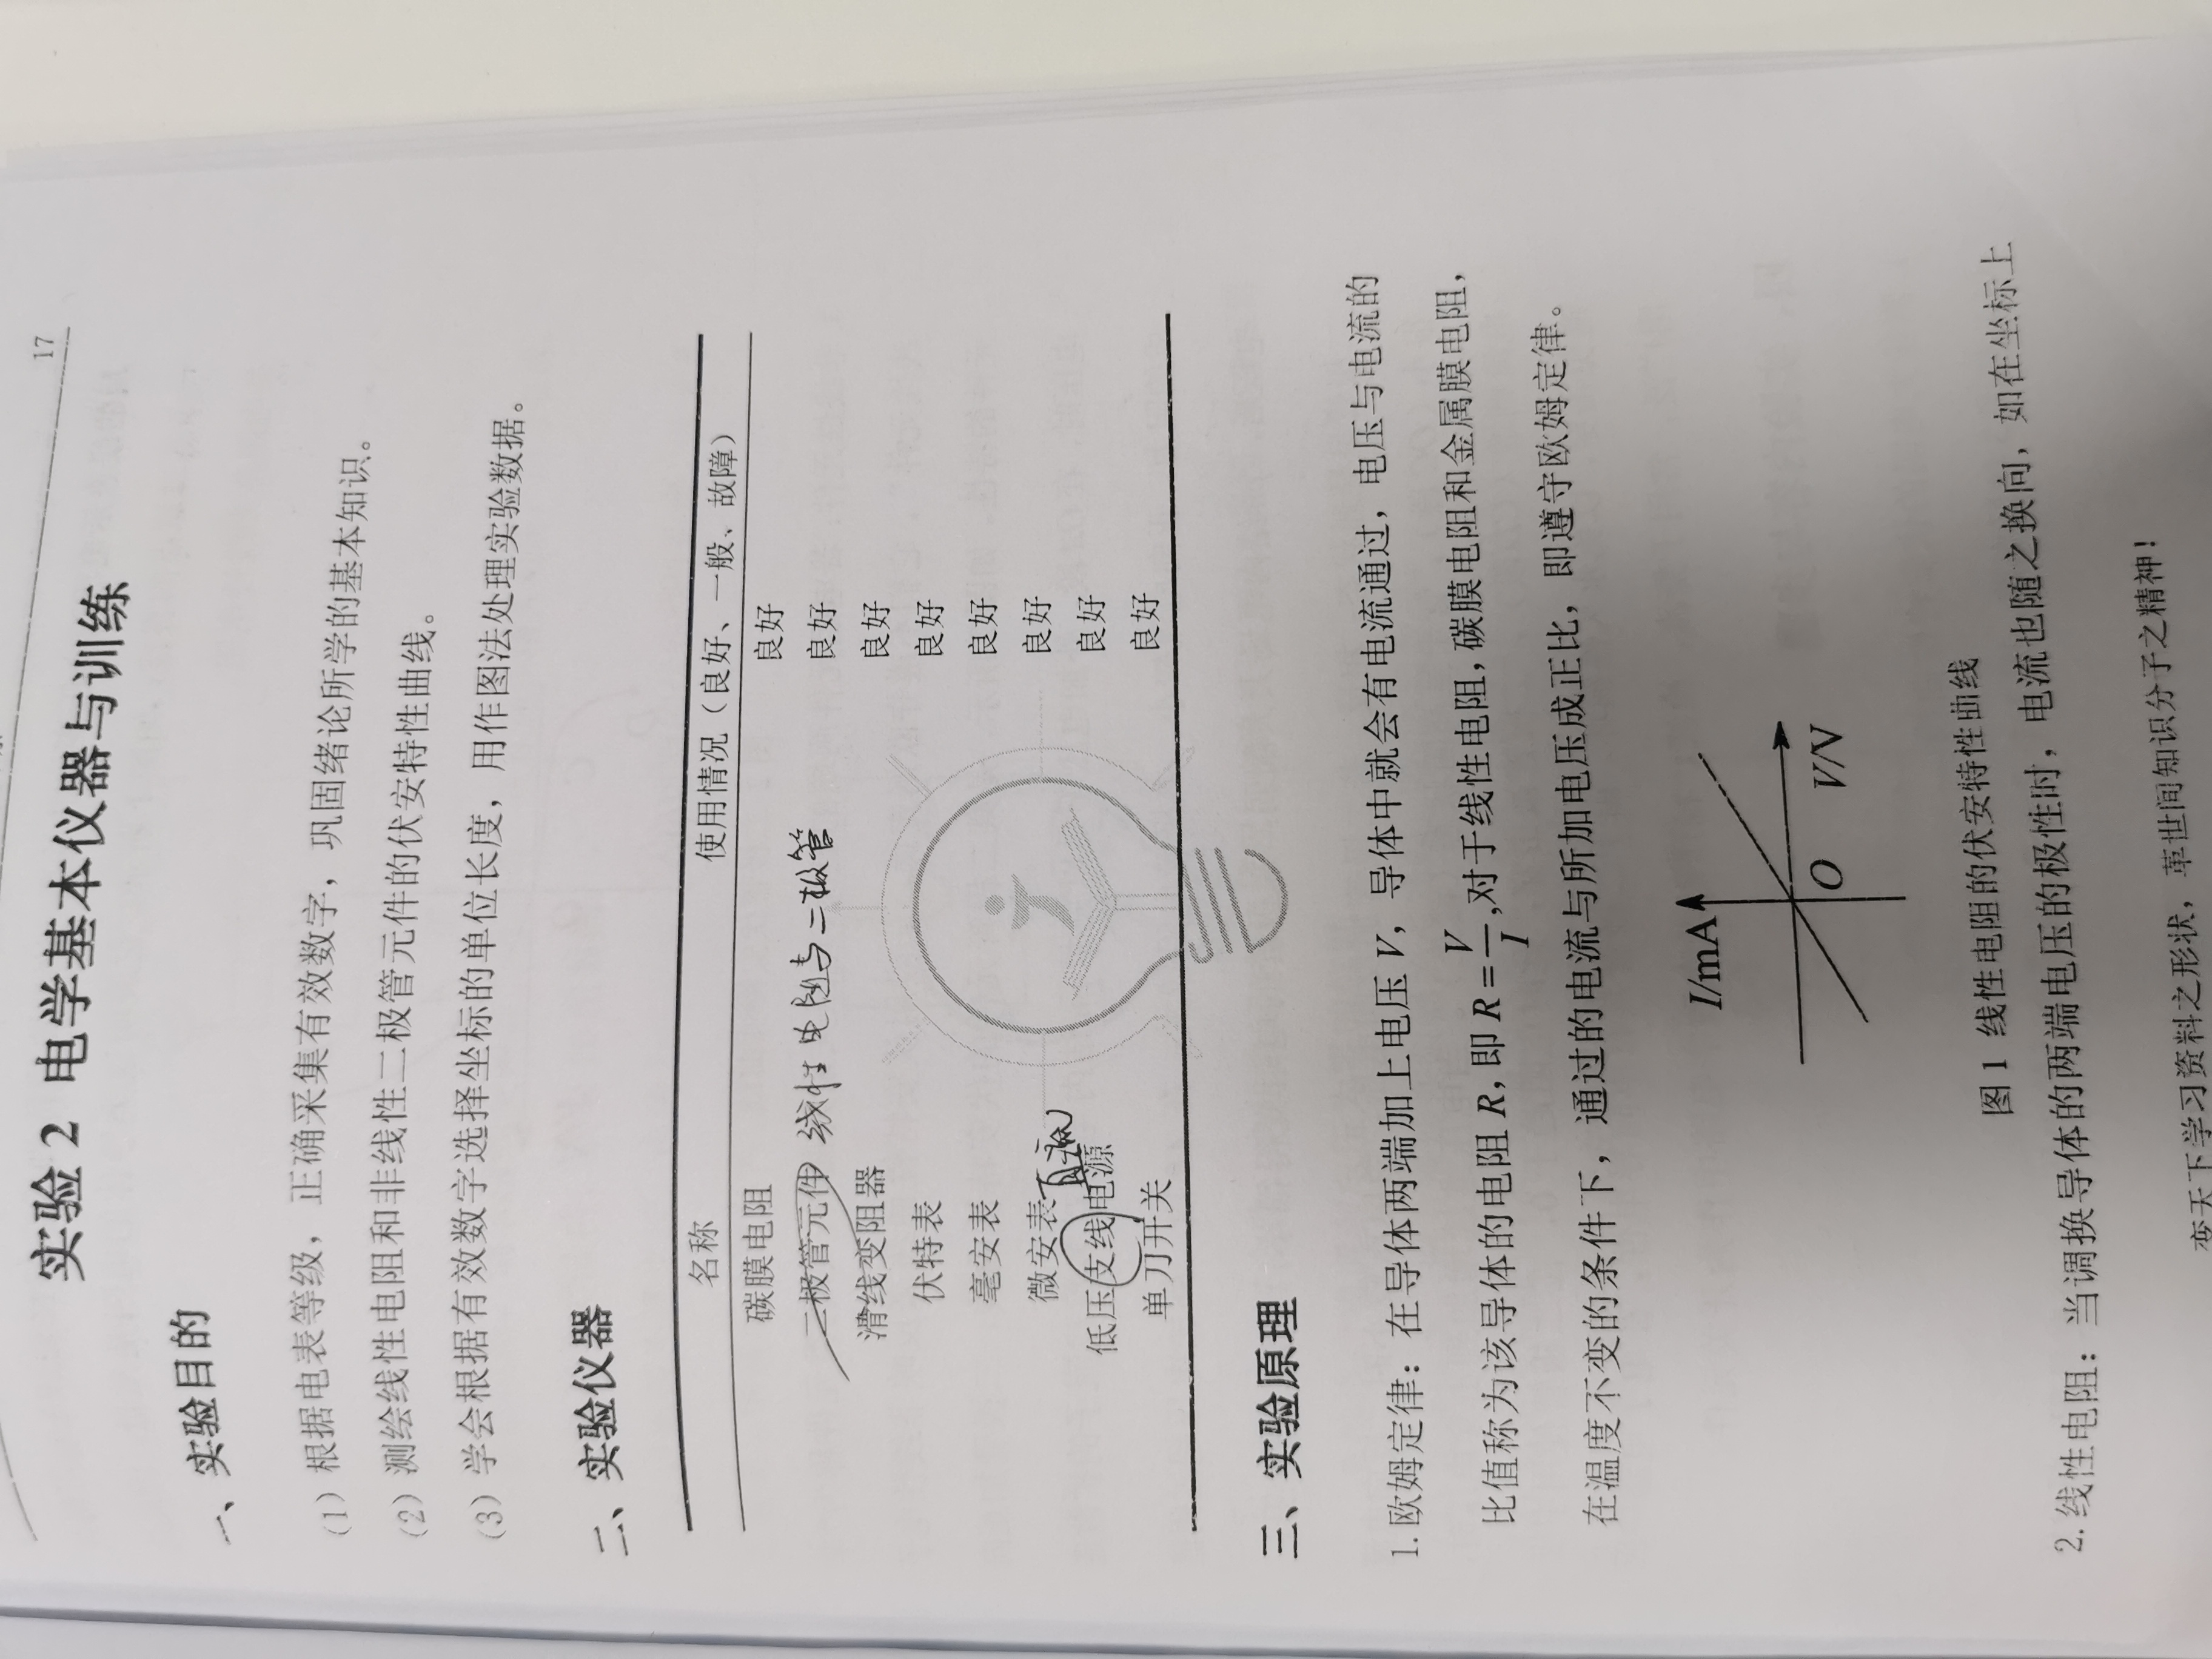 17
实验 2 电学基本仪器与训练
一、实验目的
(1) 根据电表等级，正确采集有效数字，巩固绪论所学的基本知识。
(2) 测绘线性电阻和非线性二极管元件的伏安特性曲线。
(3) 学会根据有效数字选择坐标的单位长度，用作图法处理实验数据。
二、实验仪器
名称 使用情况（良好、一般、故障）
碳膜电阻 良好
二极管元件 线性电阻与二极管 良好
滑线变阻器 良好
伏特表 良好
毫安表 良好
微安表 良好
直流
低压支线电源 良好
单刀开关 良好
三、实验原理
1. 欧姆定律：在导体两端加上电压 V，导体中就会有电流通过，电压与电流的
比值称为该导体的电阻 R, 即 R = V/I ,对于线性电阻, 碳膜电阻和金属膜电阻，
在温度不变的条件下，通过的电流与所加电压成正比，即遵守欧姆定律。
I/mA
O V/V
图 1 线性电阻的伏安特性曲线
2. 线性电阻：当调换导体的两端电压的极性时，电流也随之换向，如在坐标上
变天下学习资料之形状，革世间知识分子之精神！